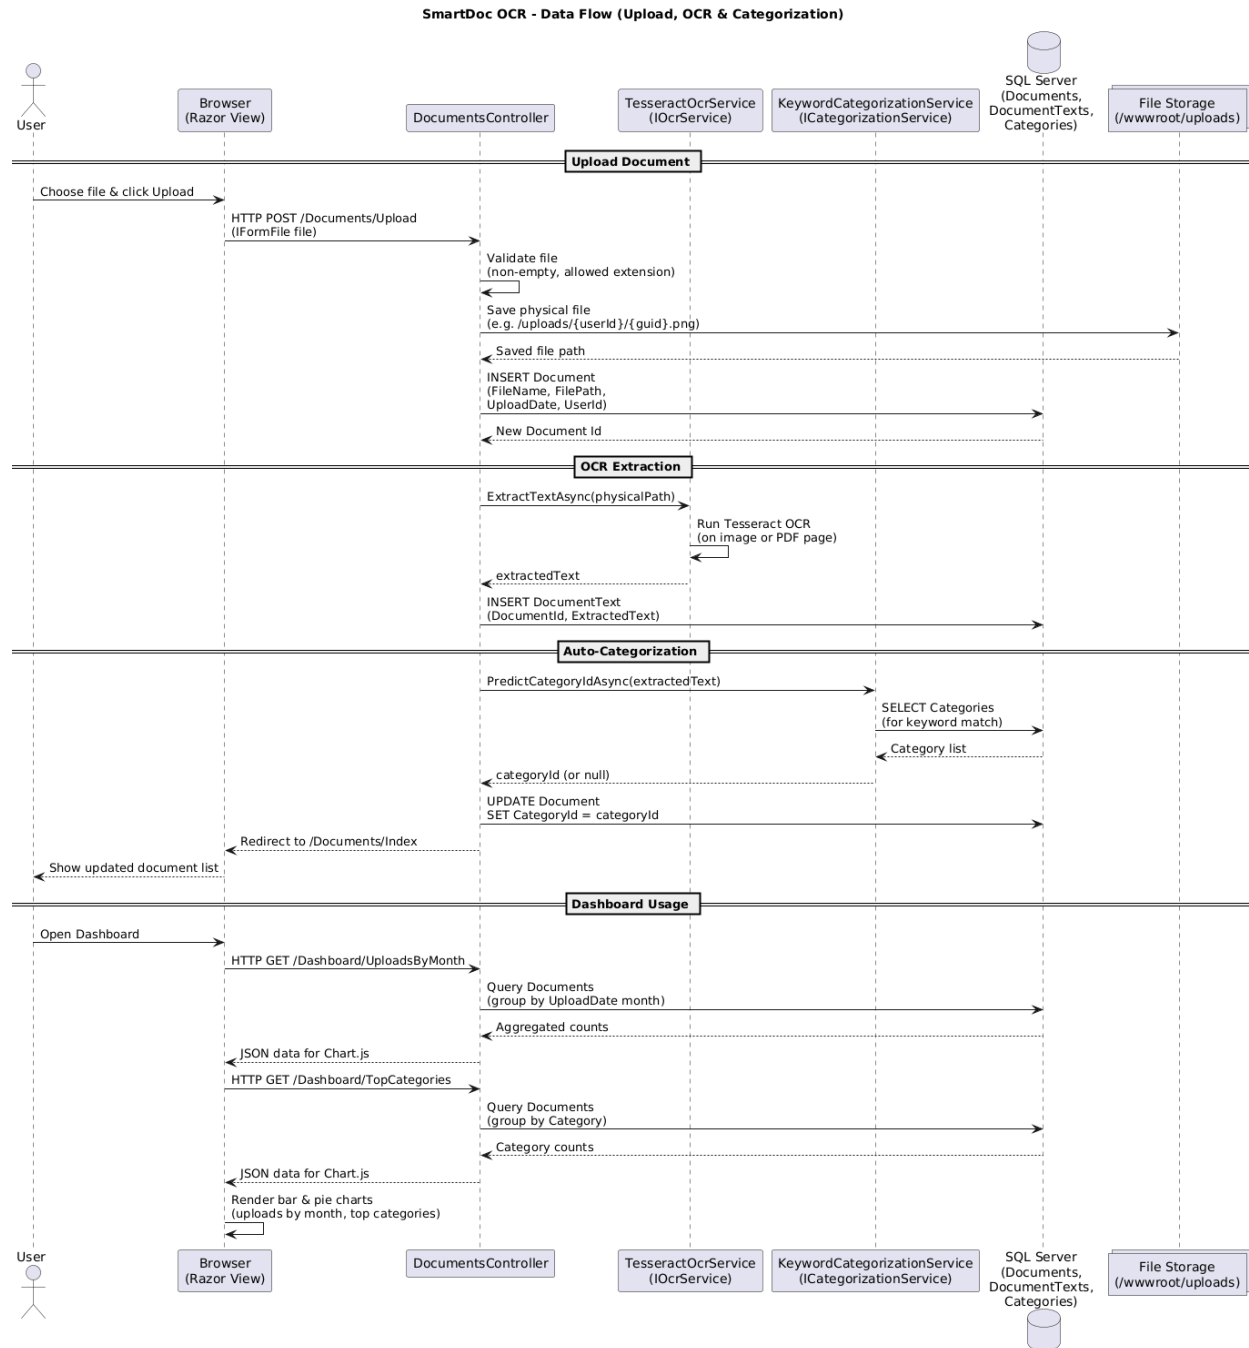 SmartDoc OCR - Data Flow (Upload, OCR & Categorization)
User
Browser
(Razor View)
DocumentsController
TesseractOcrService
(IOcrService)
KeywordCategorizationService
(ICategorizationService)
SQL Server
(Documents,
DocumentTexts,
Categories)
File Storage
(/wwwroot/uploads)
Upload Document
Choose file & click Upload
HTTP POST /Documents/Upload
(IFormFile file)
Validate file
(non-empty, allowed extension)
Save physical file
(e.g. /uploads/{userId}/{guid}.png)
Saved file path
INSERT Document
(FileName, FilePath,
UploadDate, UserId)
New Document Id
OCR Extraction
ExtractTextAsync(physicalPath)
Run Tesseract OCR
(on image or PDF page)
extractedText
INSERT DocumentText
(DocumentId, ExtractedText)
Auto-Categorization
PredictCategoryIdAsync(extractedText)
SELECT Categories
(for keyword match)
Category list
categoryId (or null)
UPDATE Document
SET CategoryId = categoryId
Redirect to /Documents/Index
Show updated document list
Dashboard Usage
Open Dashboard
HTTP GET /Dashboard/UploadsByMonth
Query Documents
(group by UploadDate month)
Aggregated counts
JSON data for Chart.js
HTTP GET /Dashboard/TopCategories
Query Documents
(group by Category)
Category counts
JSON data for Chart.js
Render bar & pie charts
(uploads by month, top categories)
User
Browser
(Razor View)
DocumentsController
TesseractOcrService
(IOcrService)
KeywordCategorizationService
(ICategorizationService)
SQL Server
(Documents,
DocumentTexts,
Categories)
File Storage
(/wwwroot/uploads)